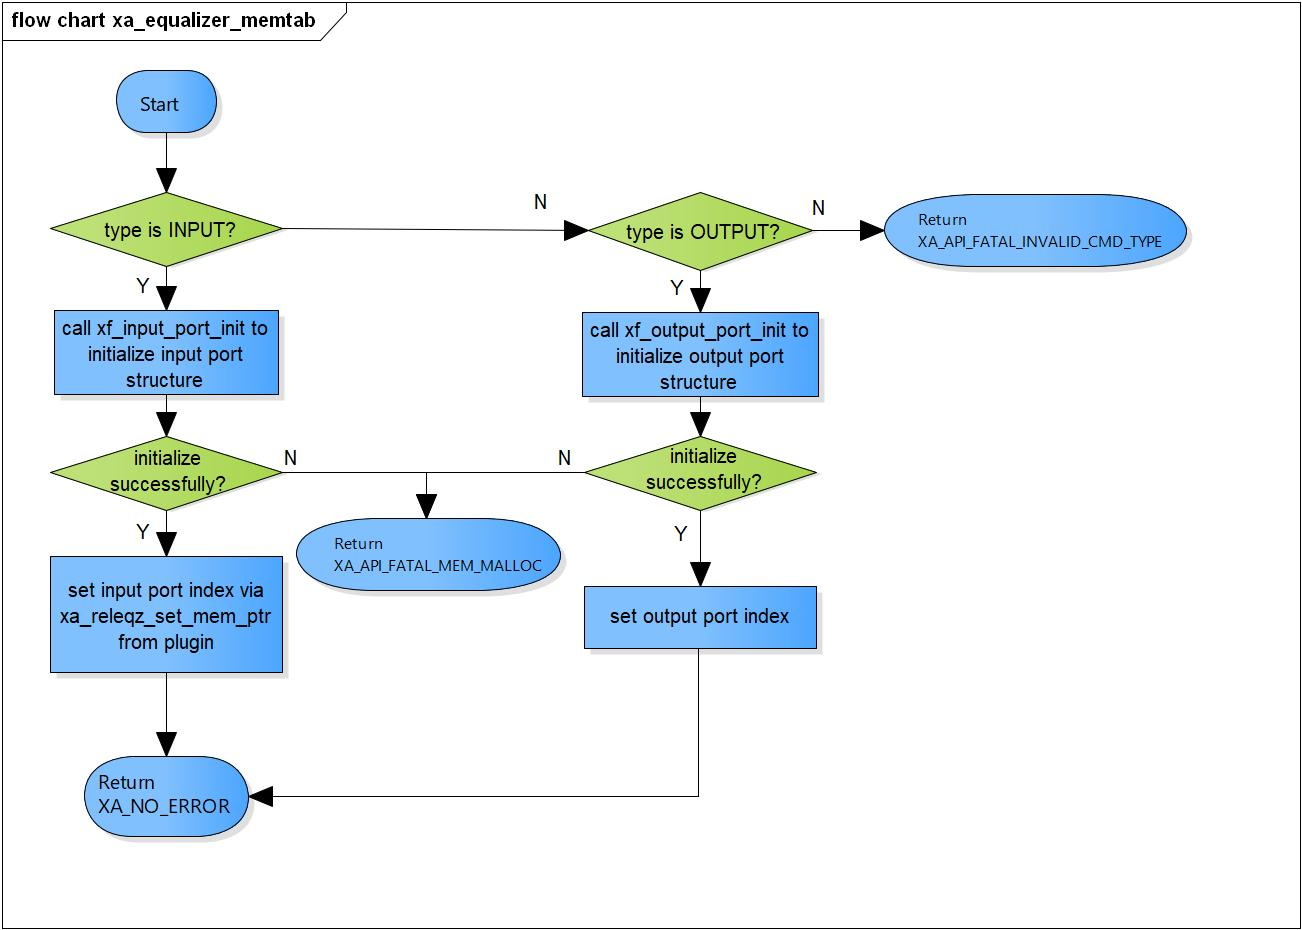 flow chart xa_equalizer_memtab
Start
type is INPUT?
N
type is OUTPUT?
N
Return
XA_API_FATAL_INVALID_CMD_TYPE
Y
Y
call xf_input_port_init to
initialize input port
structure
call xf_output_port_init to
initialize output port
structure
initialize
successfully?
N
N
initialize
successfully?
Y
Return
XA_API_FATAL_MEM_MALLOC
Y
set input port index via
xa_releqz_set_mem_ptr
from plugin
set output port index
Return
XA_NO_ERROR